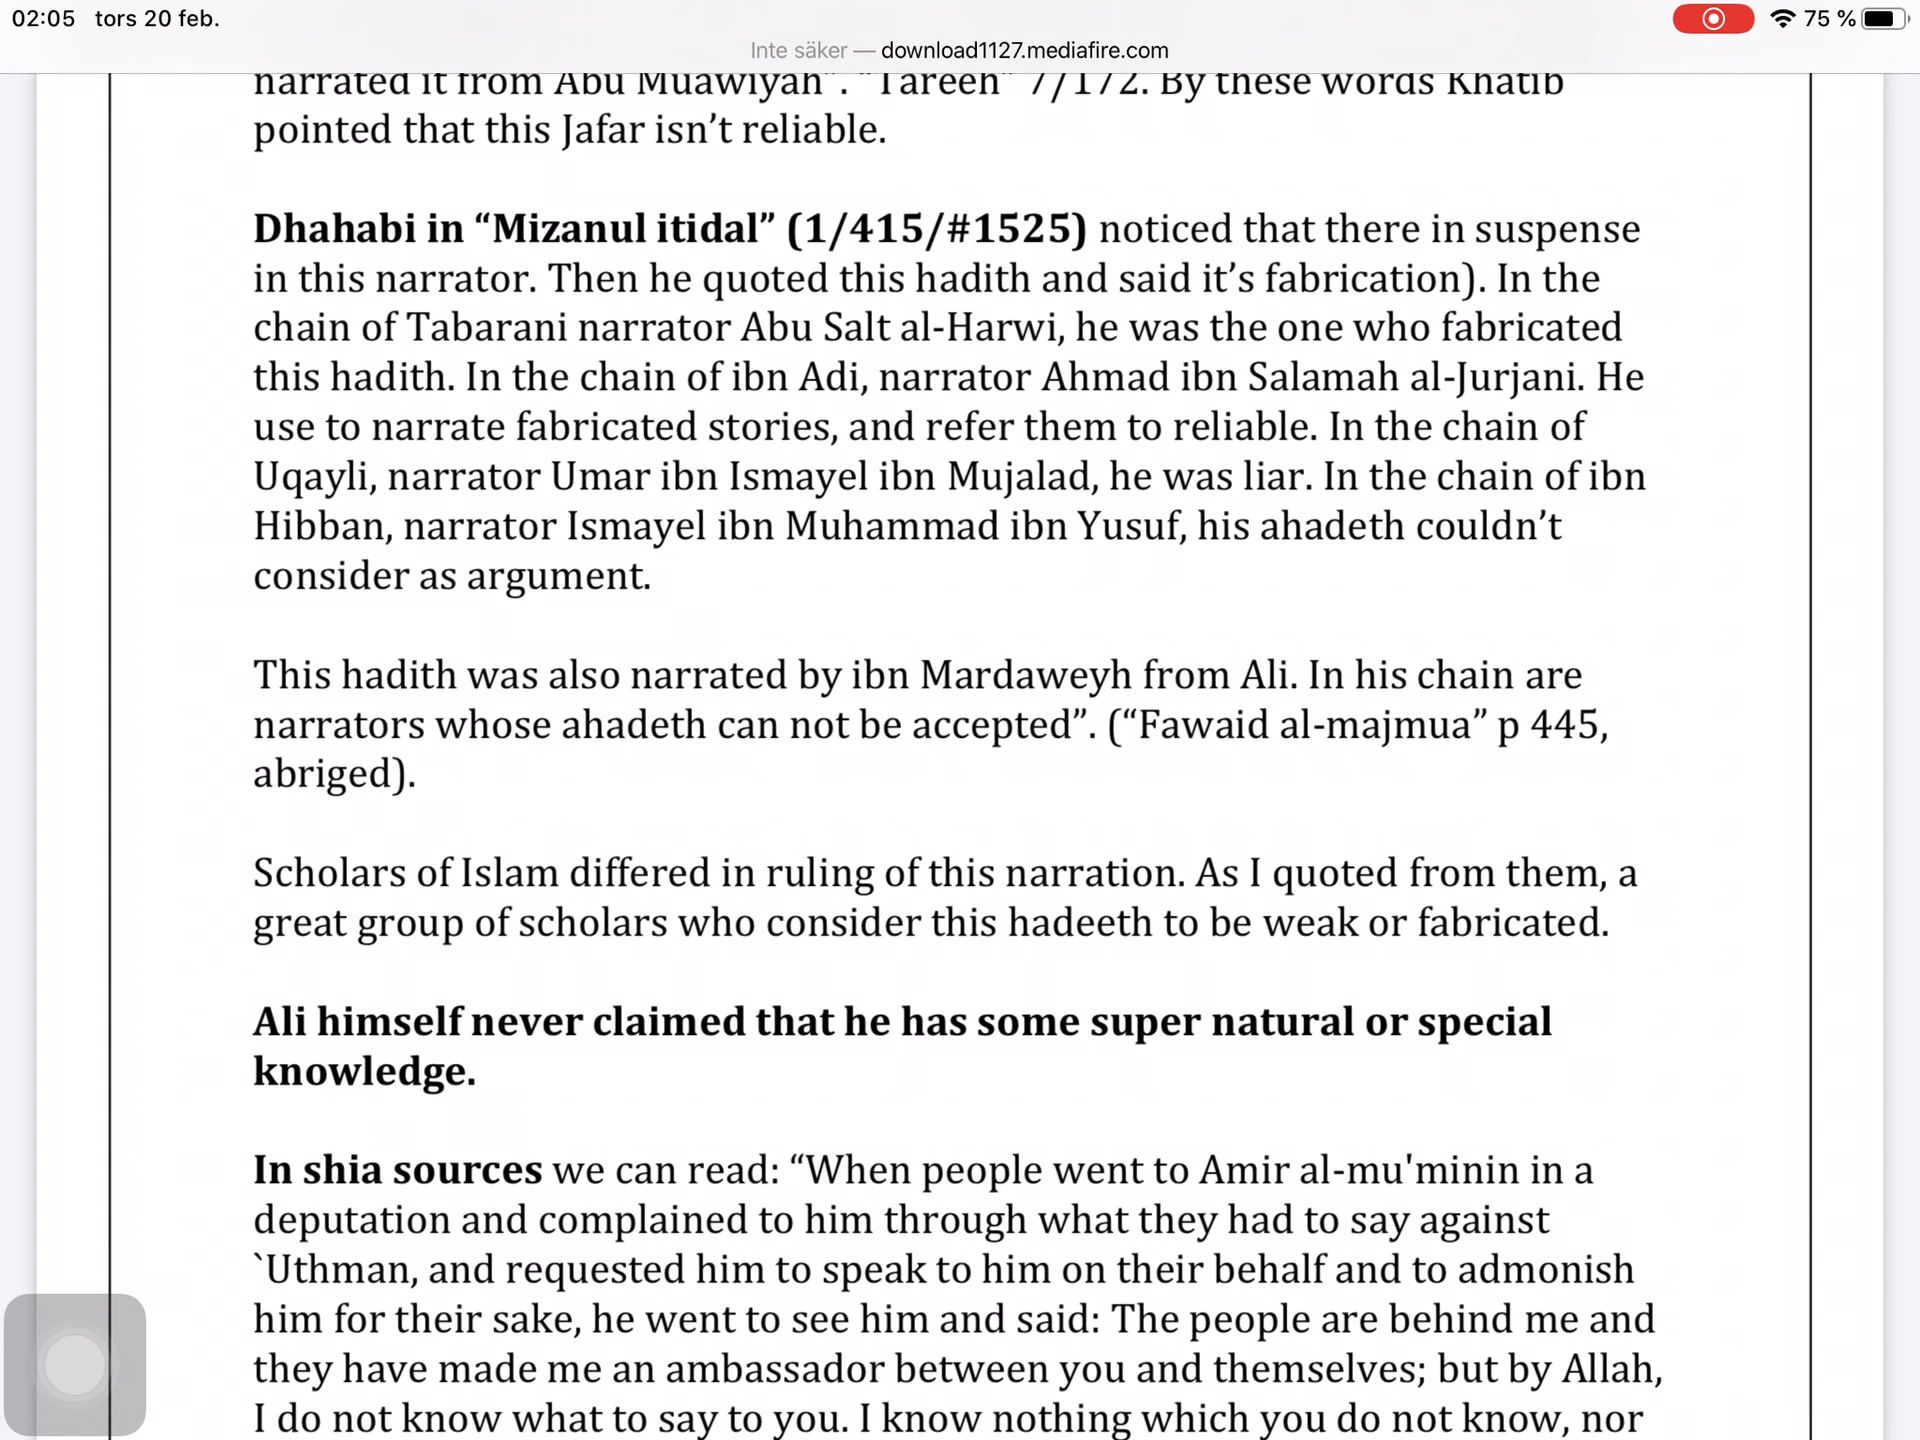 02:05 tors 20 feb.
75 %
Inte säker — download1127.mediafire.com
narrated it from Abu Muawiyah”. “Tareeh” 7/172. By these words Khatib
pointed that this Jafar isn’t reliable.
Dhahabi in “Mizanul itidal” (1/415/#1525) noticed that there in suspense
in this narrator. Then he quoted this hadith and said it’s fabrication). In the
chain of Tabarani narrator Abu Salt al-Harwi, he was the one who fabricated
this hadith. In the chain of ibn Adi, narrator Ahmad ibn Salamah al-Jurjani. He
use to narrate fabricated stories, and refer them to reliable. In the chain of
Uqayli, narrator Umar ibn Ismayel ibn Mujalad, he was liar. In the chain of ibn
Hibban, narrator Ismayel ibn Muhammad ibn Yusuf, his ahadeth couldn’t
consider as argument.
This hadith was also narrated by ibn Mardaweyh from Ali. In his chain are
narrators whose ahadeth can not be accepted”. (“Fawaid al-majmua” p 445,
abriged).
Scholars of Islam differed in ruling of this narration. As I quoted from them, a
great group of scholars who consider this hadeeth to be weak or fabricated.
Ali himself never claimed that he has some super natural or special
knowledge.
In shia sources we can read: “When people went to Amir al-mu'minin in a
deputation and complained to him through what they had to say against
`Uthman, and requested him to speak to him on their behalf and to admonish
him for their sake, he went to see him and said: The people are behind me and
they have made me an ambassador between you and themselves; but by Allah,
I do not know what to say to you. I know nothing which you do not know, nor